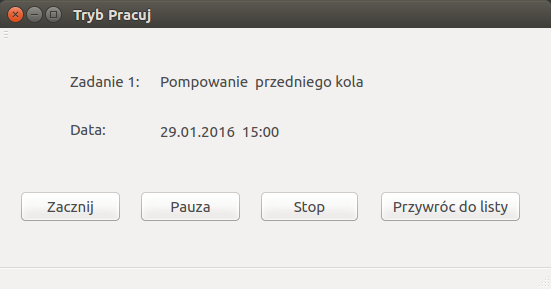 Tryb Pracuj
Zadanie 1: Pompowanie przedniego kola
Data: 29.01.2016 15:00
Zacznij Pauza Stop Przywróc do listy